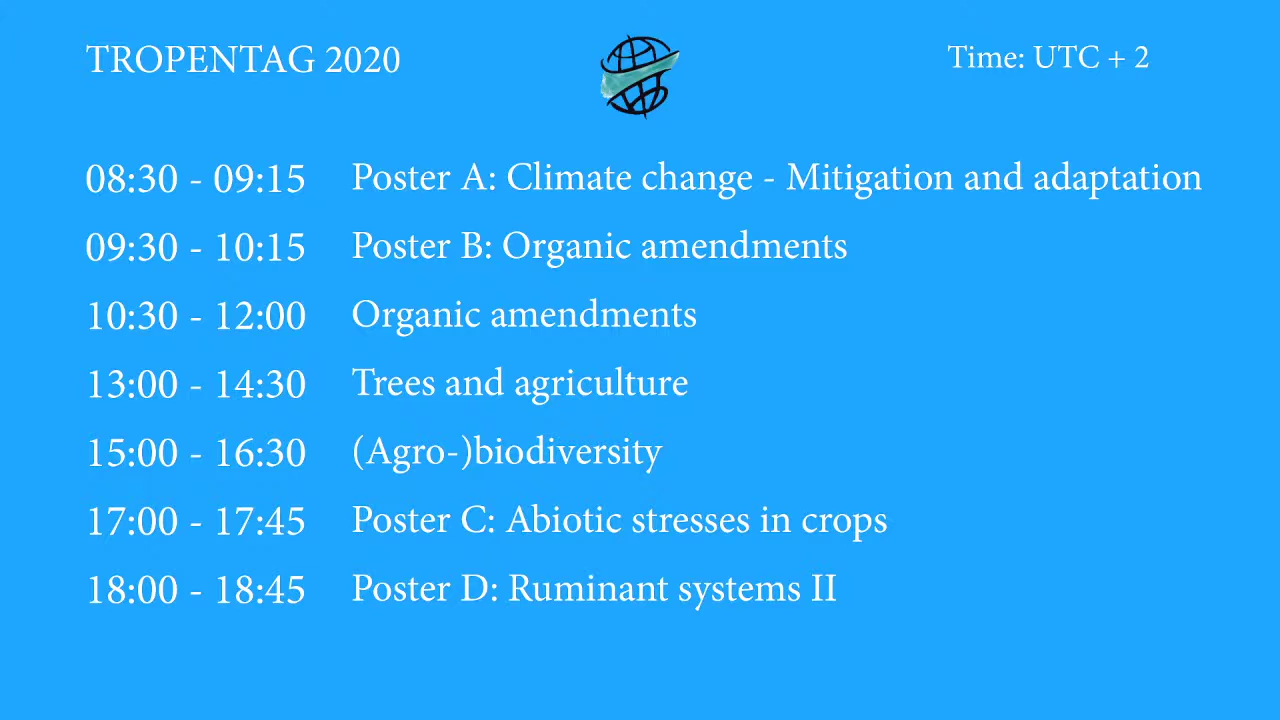 TROPENTAG 2020
Time: UTC + 2
08:30 - 09:15 Poster A: Climate change - Mitigation and adaptation
09:30 - 10:15 Poster B: Organic amendments
10:30 - 12:00 Organic amendments
13:00 - 14:30 Trees and agriculture
15:00 - 16:30 (Agro-)biodiversity
17:00 - 17:45 Poster C: Abiotic stresses in crops
18:00 - 18:45 Poster D: Ruminant systems II